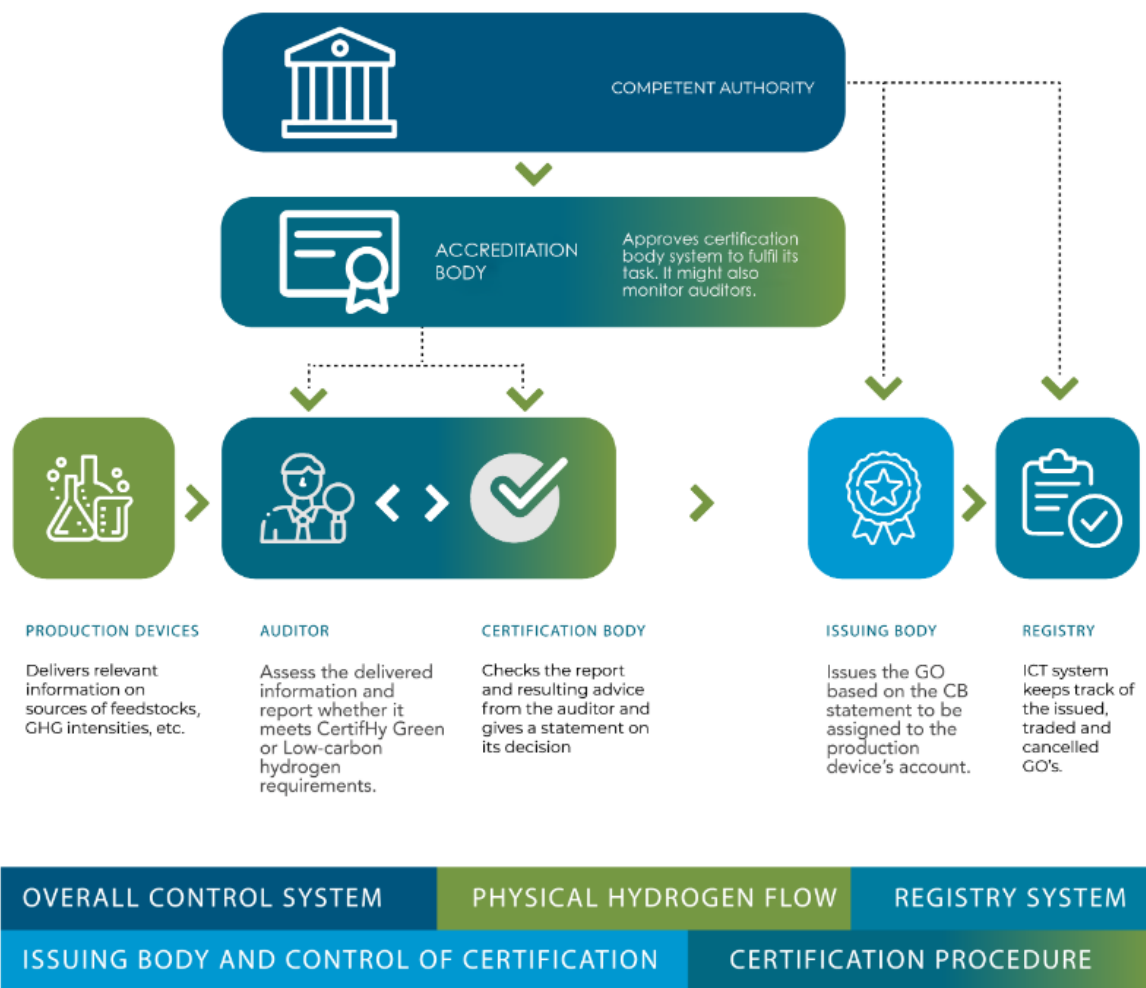 COMPETENT AUTHORITY
ACCREDITATION
BODY
Approves certification
body system to fulfil its
task. It might also
monitor auditors.
PRODUCTION DEVICES
Delivers relevant
information on
sources of feedstocks,
GHG intensities, etc.
AUDITOR
Assess the delivered
information and
report whether it
meets CertifHy Green
or Low-carbon
hydrogen
requirements.
CERTIFICATION BODY
Checks the report
and resulting advice
from the auditor and
gives a statement on
its decision
ISSUING BODY
Issues the GO
based on the CB
statement to be
assigned to the
production
device's account.
REGISTRY
ICT system
keeps track of
the issued,
traded and
cancelled
GO's.
OVERALL CONTROL SYSTEM
PHYSICAL HYDROGEN FLOW
REGISTRY SYSTEM
ISSUING BODY AND CONTROL OF CERTIFICATION
CERTIFICATION PROCEDURE